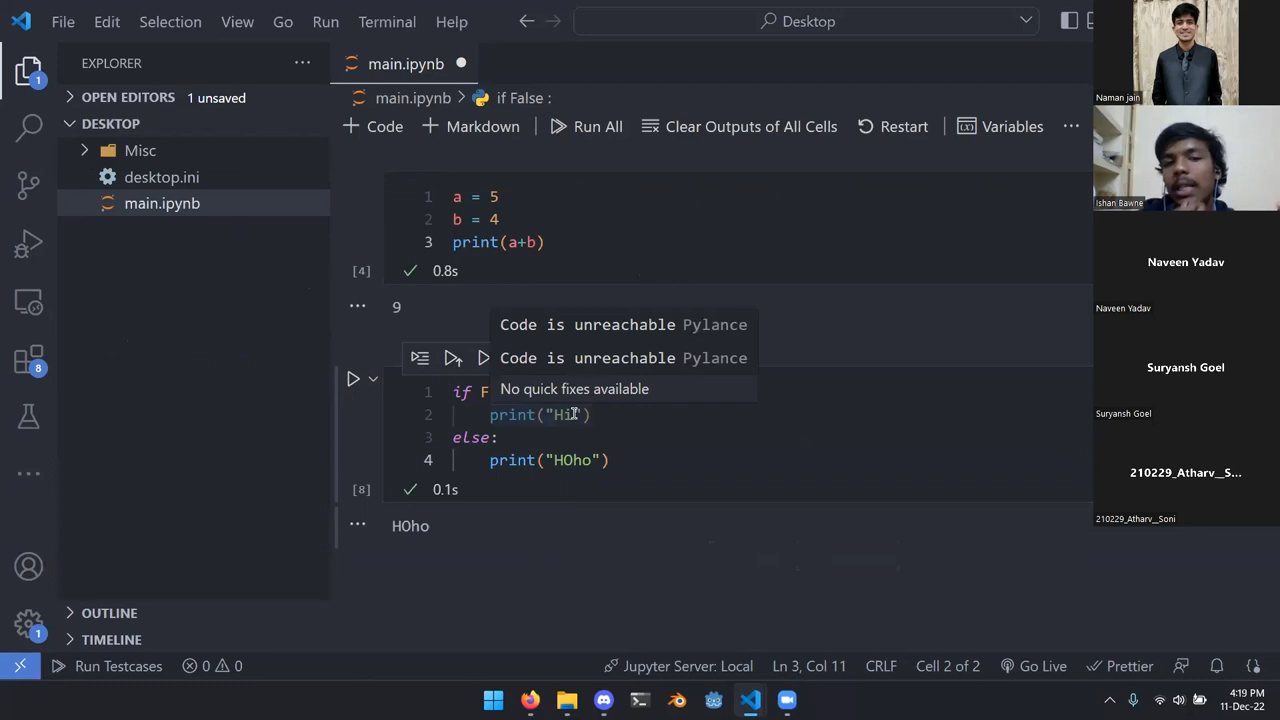 File Edit Selection View Go Run Terminal Help
Desktop
EXPLORER
OPEN EDITORS 1 unsaved
DESKTOP
Misc
desktop.ini
main.ipynb
OUTLINE
TIMELINE
main.ipynb
main.ipynb > if False :
Code Markdown Run All Clear Outputs of All Cells Restart Variables
1 a = 5
2 b = 4
3 print(a+b)
[4] 0.8s
9
Code is unreachable Pylance
Code is unreachable Pylance
No quick fixes available
1 if F
2 print("Hi")
3 else:
4 print("HOho")
[8] 0.1s
HOho
Naman jain
Ishan Bawne
Naveen Yadav
Naveen Yadav
Suryansh Goel
Suryansh Goel
210229_Atharv__S...
210229_Atharv__Soni
1
8
1
Run Testcases 0 0 Jupyter Server: Local Ln 3, Col 11 CRLF Cell 2 of 2 Go Live Prettier
4:19 PM
11-Dec-22